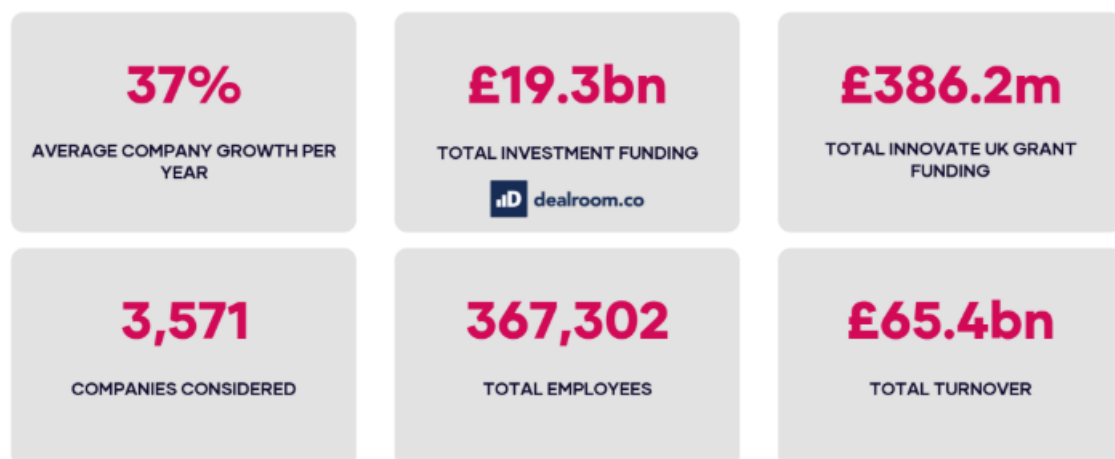 37%
AVERAGE COMPANY GROWTH PER
YEAR
£19.3bn
TOTAL INVESTMENT FUNDING
dealroom.co
£386.2m
TOTAL INNOVATE UK GRANT
FUNDING
3,571
COMPANIES CONSIDERED
367,302
TOTAL EMPLOYEES
£65.4bn
TOTAL TURNOVER